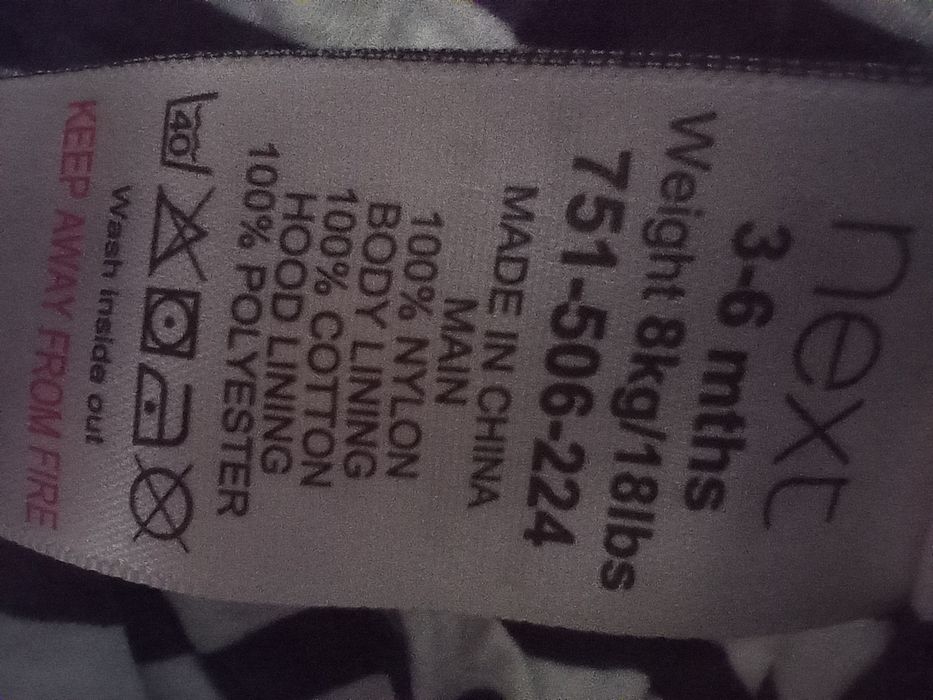 next
3-6 mths
Weight 8kg/18lbs
751-506-224
MADE IN CHINA
MAIN
100% NYLON
BODY LINING
100% COTTON
HOOD LINING
100% POLYESTER
40
Wash inside out
KEEP AWAY FROM FIRE